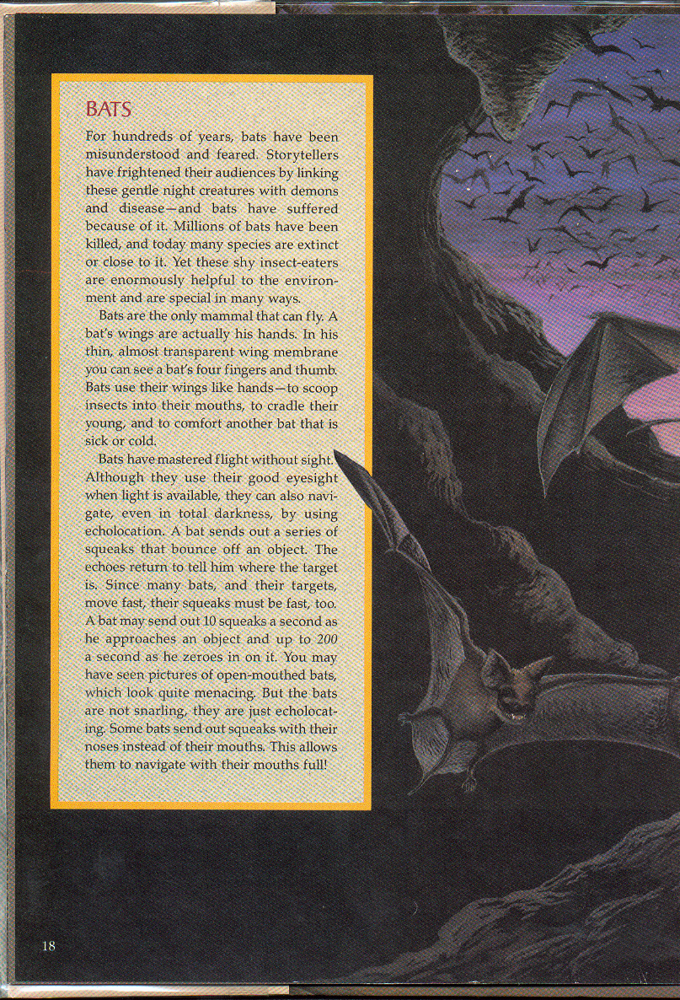 BATS
For hundreds of years, bats have been
misunderstood and feared. Storytellers
have frightened their audiences by linking
these gentle night creatures with demons
and disease—and bats have suffered
because of it. Millions of bats have been
killed, and today many species are extinct
or close to it. Yet these shy insect-eaters
are enormously helpful to the environ-
ment and are special in many ways.
Bats are the only mammal that can fly. A
bat's wings are actually his hands. In his
thin, almost transparent wing membrane
you can see a bat's four fingers and thumb.
Bats use their wings like hands—to scoop
insects into their mouths, to cradle their
young, and to comfort another bat that is
sick or cold.
Bats have mastered flight without sight.
Although they use their good eyesight
when light is available, they can also navi-
gate, even in total darkness, by using
echolocation. A bat sends out a series of
squeaks that bounce off an object. The
echoes return to tell him where the target
is. Since many bats, and their targets,
move fast, their squeaks must be fast, too.
A bat may send out 10 squeaks a second as
he approaches an object and up to 200
a second as he zeroes in on it. You may
have seen pictures of open-mouthed bats,
which look quite menacing. But the bats
are not snarling, they are just echolocat-
ing. Some bats send out squeaks with their
noses instead of their mouths. This allows
them to navigate with their mouths full!
18